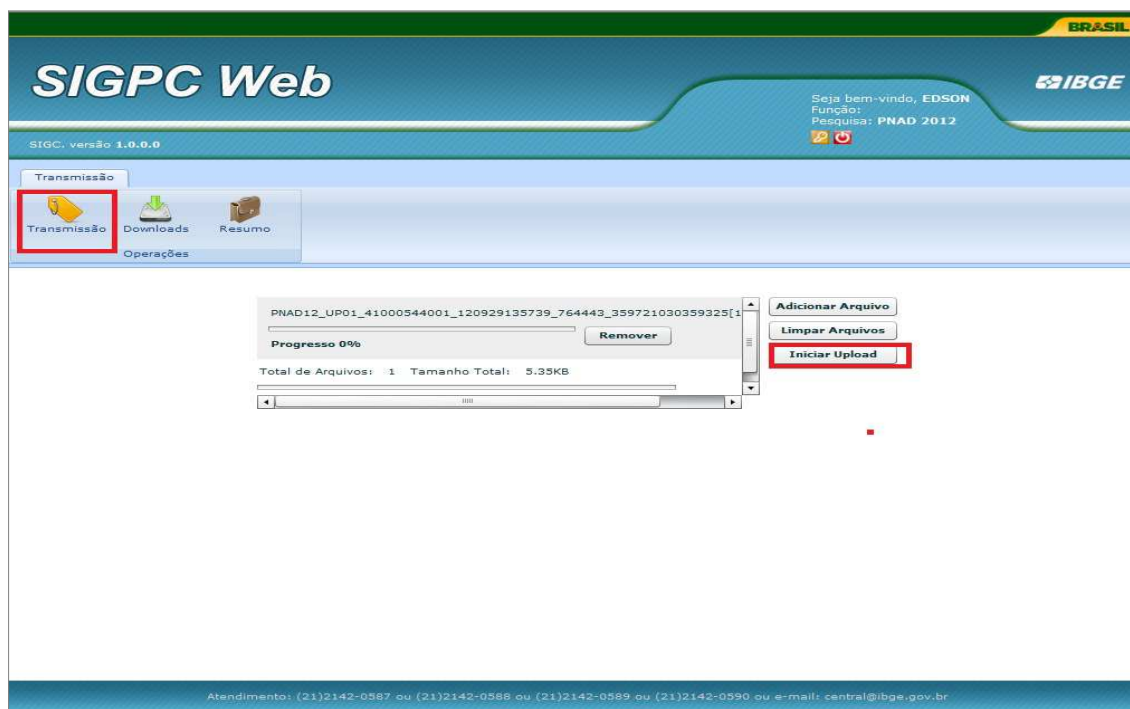 BRASIL
SIGPC Web
IBGE
Seja bem-vindo, EDSON
Função:
Pesquisa: PNAD 2012
SIGC. versão 1.0.0.0
Transmissão
Transmissão Downloads Resumo
Operações
PNAD12_UP01_41000544001_120929135739_764443_359721030359325[1
Adicionar Arquivo
Remover
Limpar Arquivos
Progresso 0%
Iniciar Upload
Total de Arquivos: 1 Tamanho Total: 5.35KB
Atendimento: (21)2142-0587 ou (21)2142-0588 ou (21)2142-0589 ou (21)2142-0590 ou e-mail: central@ibge.gov.br